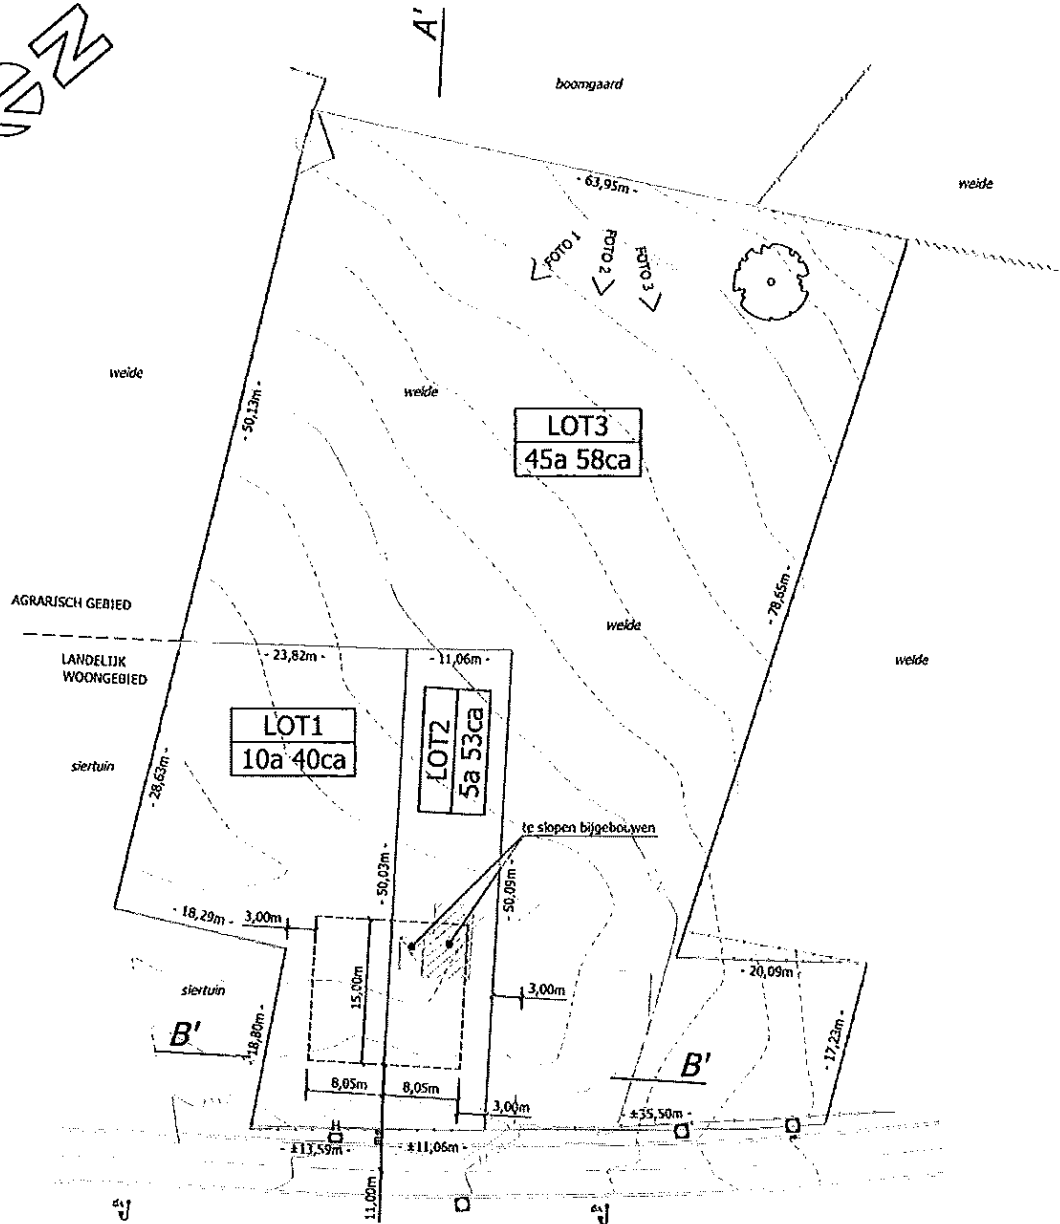 ez
A'
boomgaard
- 63,95m -
weide
FOTO 1
FOTO 2
FOTO 3
weide
- 50,13m -
weide
LOT3
45a 58ca
- 78,65m -
AGRARISCH GEBIED
weide
- 23,82m -
- 11,06m -
LANDELIJK
WOONGEBIED
weide
LOT1
10a 40ca
LOT2
5a 53ca
siertuin
- 28,63m -
te slopen bijgebouwen
- 50,03m -
- 50,09m -
- 18,29m -
3,00m
15,00m
- 20,09m -
siertuin
3,00m
B'
- 18,80m -
- 17,23m -
B'
8,05m
8,05m
3,00m
- ±35,50m -
- ±13,59m -
- ±11,06m -
11,00m